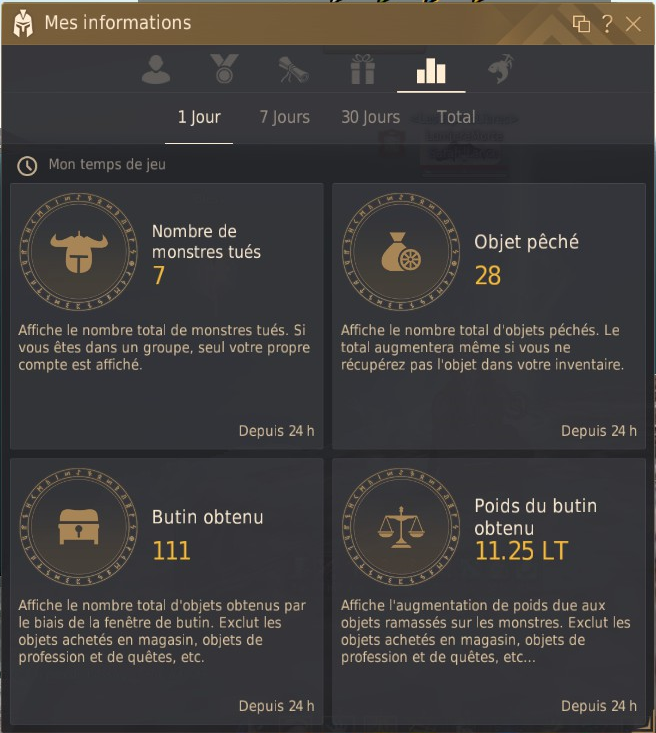 Mes informations
?
1 Jour
7 Jours
30 Jours
Total
Mon temps de jeu
Nombre de
monstres tués
7
Affiche le nombre total de monstres tués. Si
vous êtes dans un groupe, seul votre propre
compte est affiché.
Depuis 24 h
Objet pêché
28
Affiche le nombre total d'objets péchés. Le
total augmentera même si vous ne
récupérez pas l'objet dans votre inventaire.
Depuis 24 h
Butin obtenu
111
Affiche le nombre total d'objets obtenus par
le biais de la fenêtre de butin. Exclut les
objets achetés en magasin, objets de
profession et de quêtes, etc.
Depuis 24 h
Poids du butin
obtenu
11.25 LT
Affiche l'augmentation de poids due aux
objets ramassés sur les monstres. Exclut les
objets achetés en magasin, objets de
profession et de quêtes, etc...
Depuis 24 h